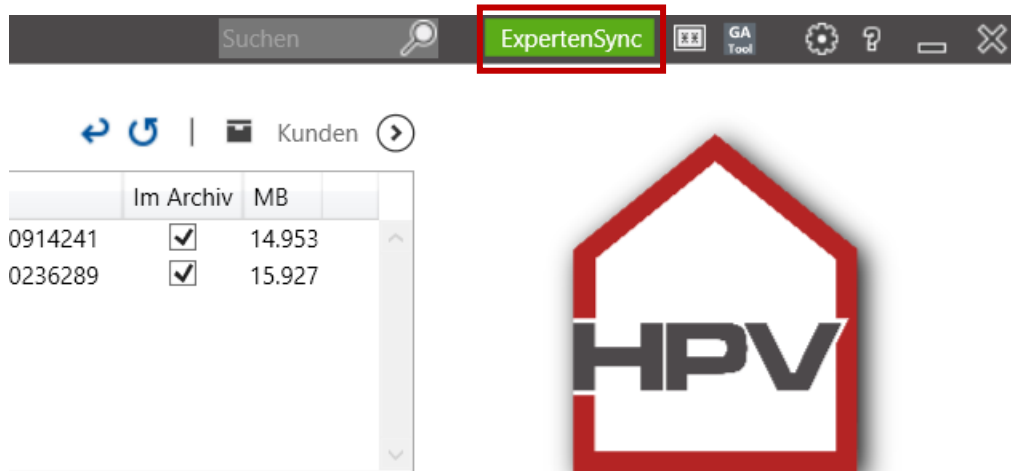 Suchen ExpertenSync GA
Tool
Kunden
Im Archiv MB
0914241 14.953
0236289 15.927
HPV